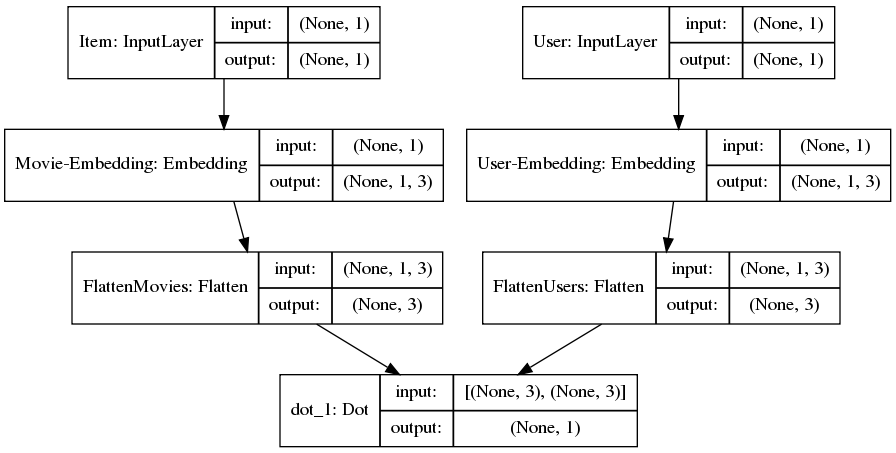 Item: InputLayer
input: (None, 1)
output: (None, 1)
User: InputLayer
input: (None, 1)
output: (None, 1)
Movie-Embedding: Embedding
input: (None, 1)
output: (None, 1, 3)
User-Embedding: Embedding
input: (None, 1)
output: (None, 1, 3)
FlattenMovies: Flatten
input: (None, 1, 3)
output: (None, 3)
FlattenUsers: Flatten
input: (None, 1, 3)
output: (None, 3)
dot_1: Dot
input: [(None, 3), (None, 3)]
output: (None, 1)